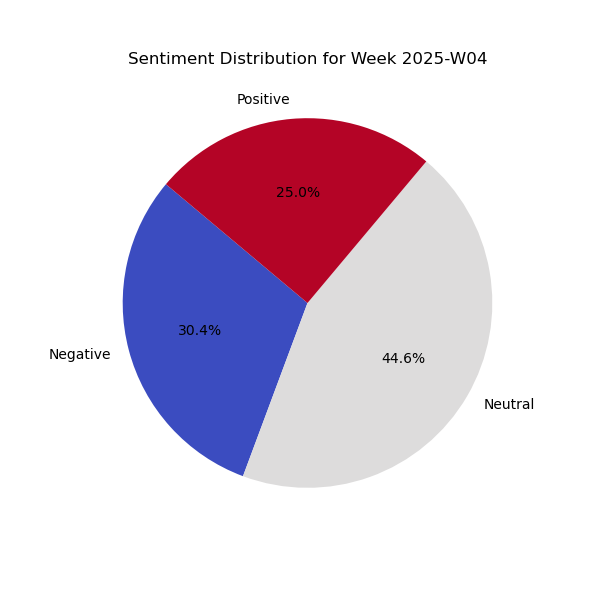 Sentiment Distribution for Week 2025-W04
Positive
25.0%
30.4%
Negative
44.6%
Neutral